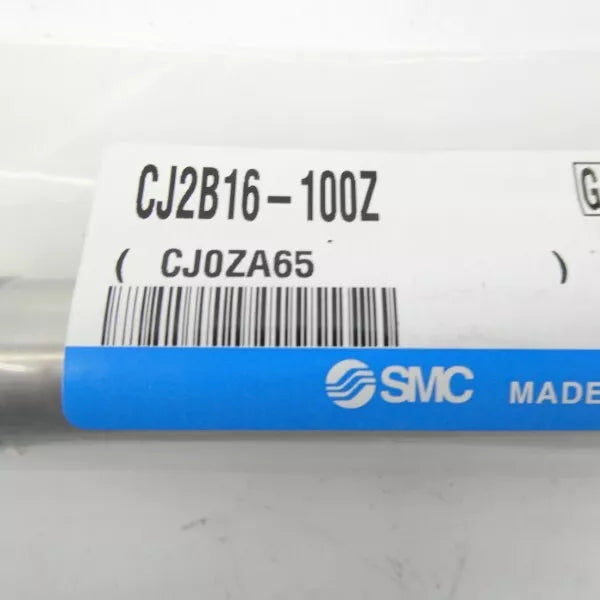 CJ2B16-100Z
G
( CJ0ZA65 )
SMC MADE